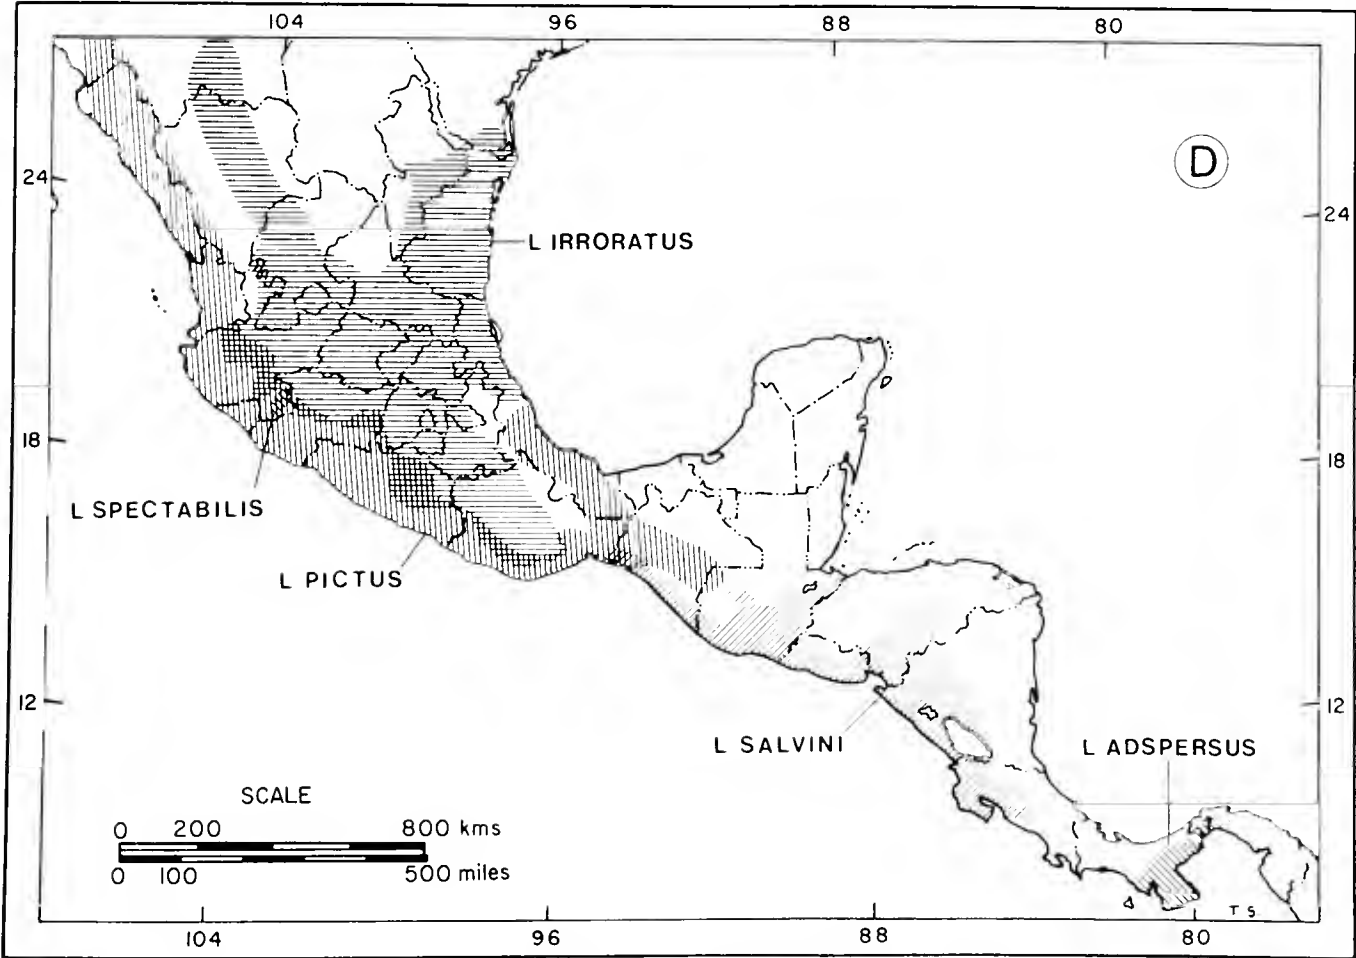 104 96 88 80
D
24 24
L IRRORATUS
18 18
L SPECTABILIS
L PICTUS
12 12
L SALVINI
L ADSPERSUS
SCALE
0 200 800 kms
0 100 500 miles
T S
104 96 88 80